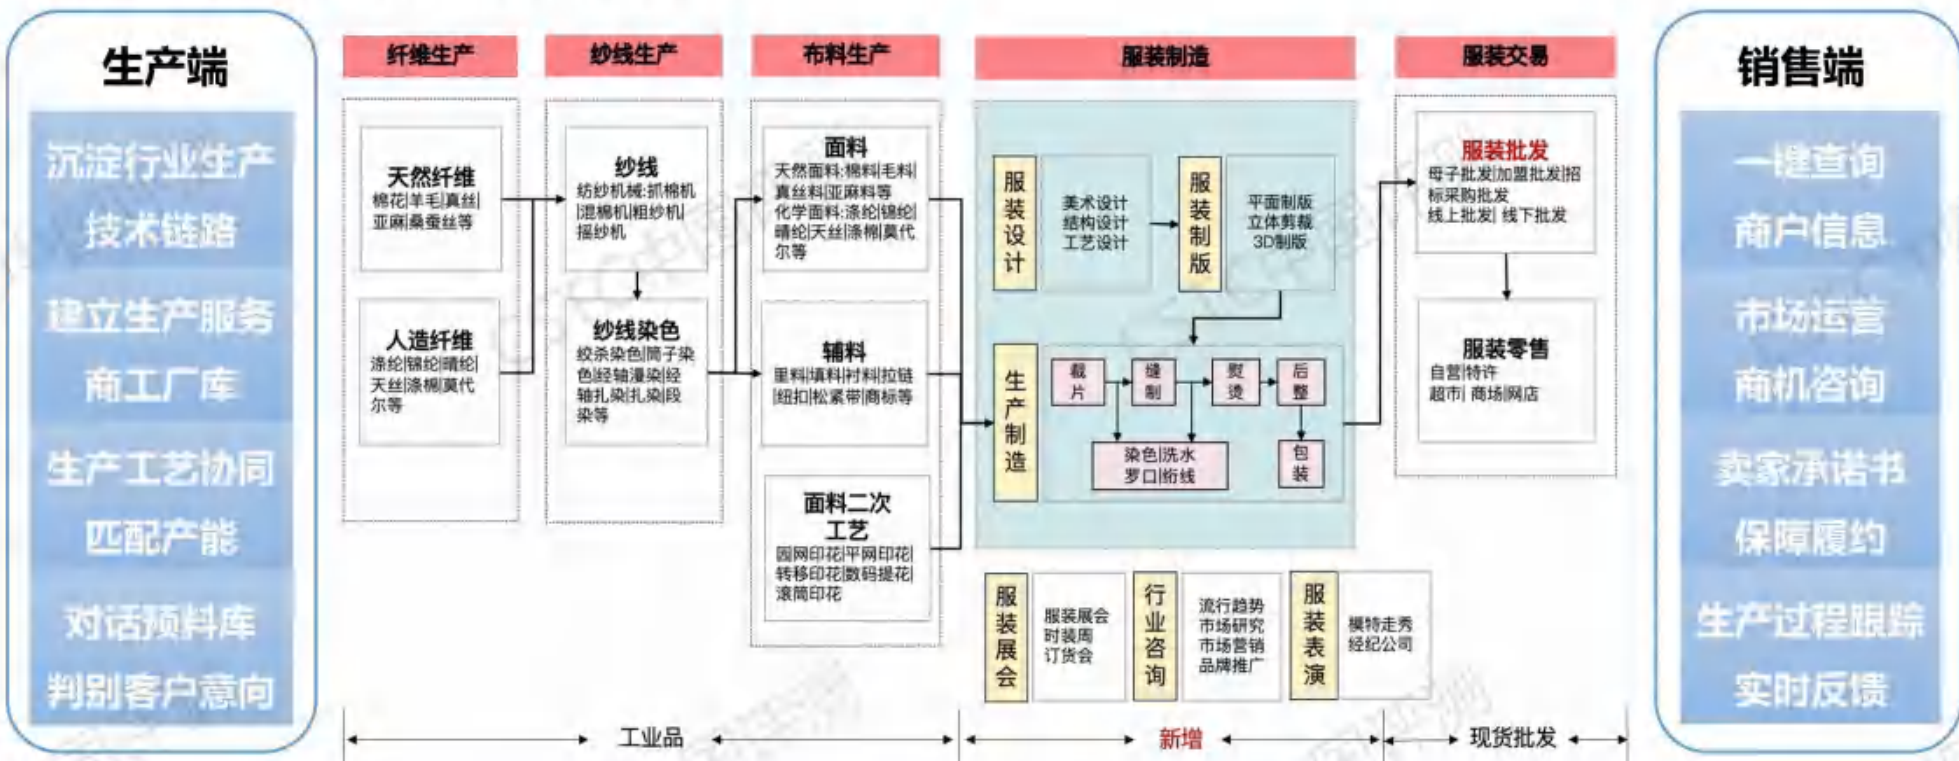 生产端
沉淀行业生产
技术链路
建立生产服务
商工厂库
生产工艺协同
匹配产能
对话预料库
判别客户意向
纤维生产
天然纤维
棉花|羊毛|真丝|
亚麻|桑蚕丝等
人造纤维
涤纶|锦纶|晴纶|
天丝|涤棉|莫代
尔等
纱线生产
纱线
纺纱机械:抓棉机
|混棉机|粗纱机|
摇纱机
纱线染色
绞杀染色|筒子染
色|经轴漫染|经
轴扎染|扎染|段
染等
布料生产
面料
天然面料:棉料|毛料|
真丝料|亚麻料等
化学面料:涤纶|锦纶|
晴纶|天丝|涤棉|莫代
尔等
辅料
里料|填料|衬料|拉链
|纽扣|松紧带|商标等
面料二次
工艺
园网印花|平网印花|
转移印花|数码提花|
滚筒印花
服装制造
服装设计
美术设计
结构设计
工艺设计
服装制版
平面制版
立体剪裁
3D制版
生产制造
裁片
缝制
熨烫
后整
染色|洗水
罗口|绗线
包装
服装展会
服装展会
时装周
订货会
行业咨询
流行趋势
市场研究
市场营销
品牌推广
服装表演
模特走秀
经纪公司
服装交易
服装批发
母子批发|加盟批发|招
标采购批发
线上批发| 线下批发
服装零售
自营|特许
超市| 商场|网店
工业品
新增
现货批发
销售端
一键查询
商户信息
市场运营
商机咨询
卖家承诺书
保障履约
生产过程跟踪
实时反馈